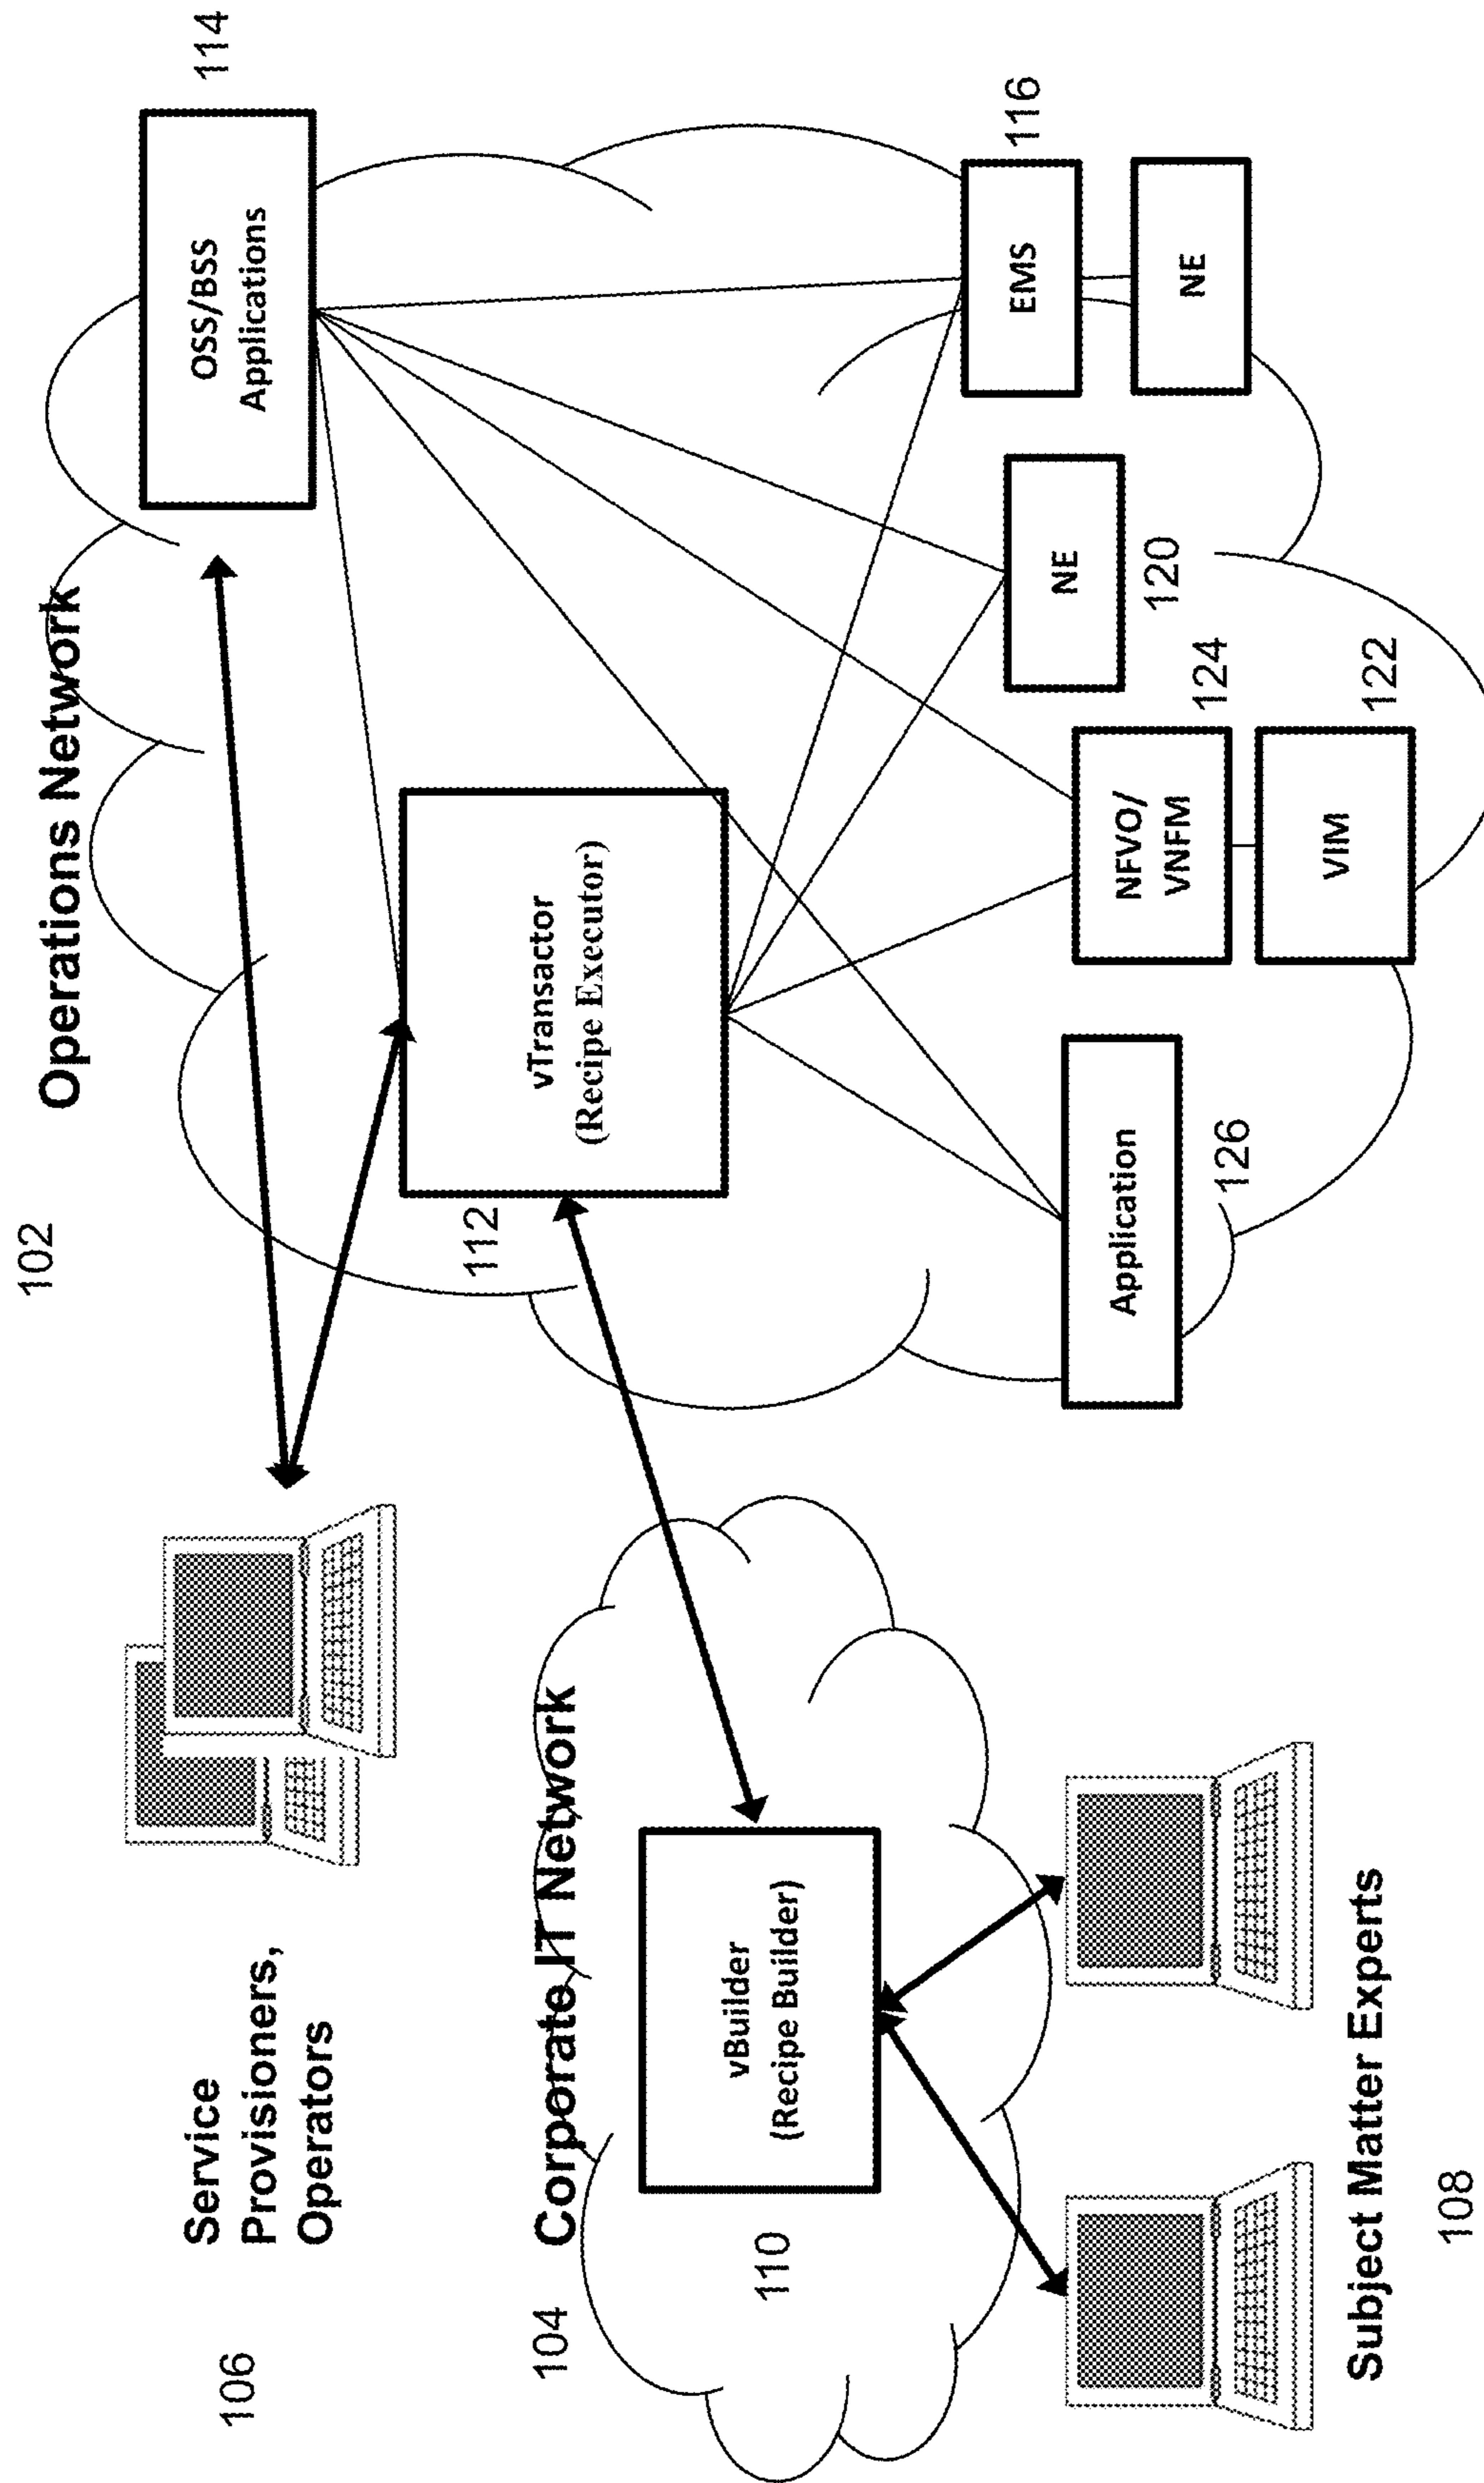 102
Operations Network
114
OSS/BSS
Applications
106
Service
Provisioners,
Operators
104
Corporate IT Network
112
vTransactor
(Recipe Executor)
110
vBuilder
(Recipe Builder)
116
EMS
NE
NE
120
NFVO/
VNFM
124
VIM
122
Application
126
Subject Matter Experts
108